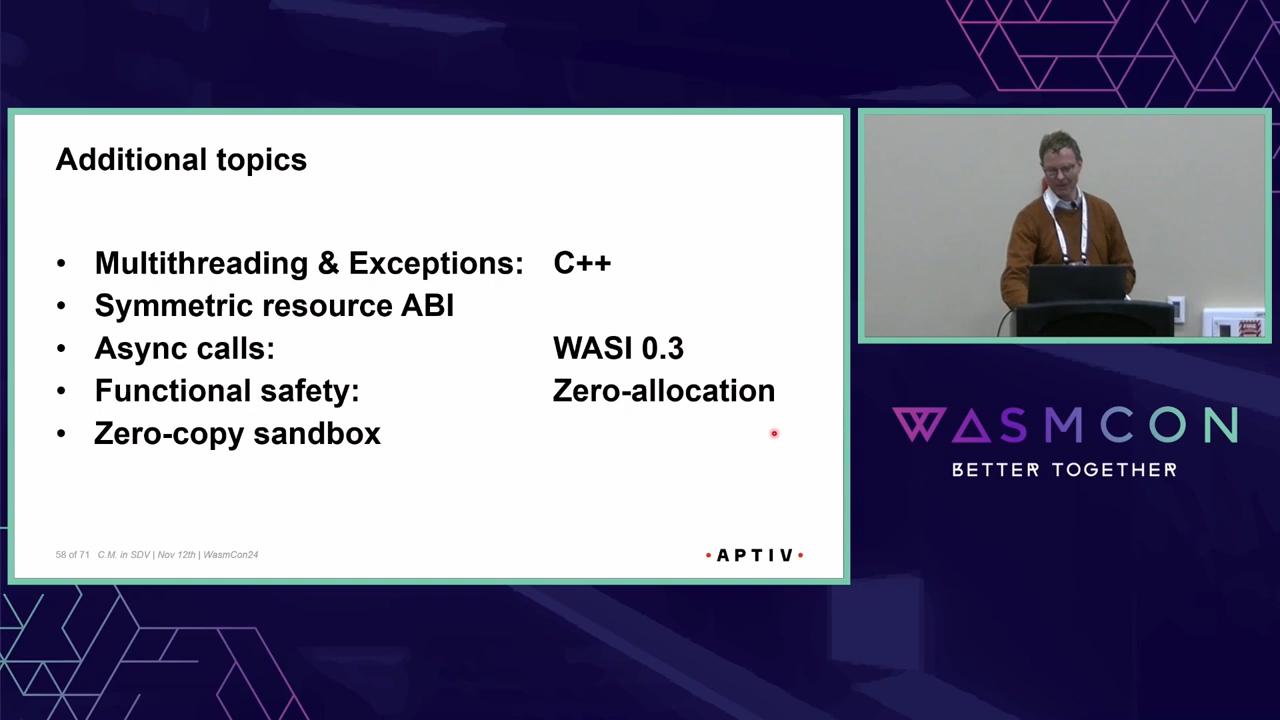 Additional topics
• Multithreading & Exceptions: C++
• Symmetric resource ABI
• Async calls: WASI 0.3
• Functional safety: Zero-allocation
• Zero-copy sandbox
58 of 71 C.M. in SDV | Nov 12th | WasmCon24
• APTIV •
WASMCON
BETTER TOGETHER